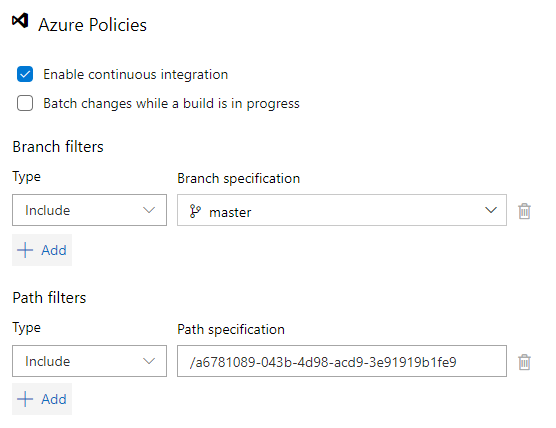 Azure Policies
Enable continuous integration
Batch changes while a build is in progress
Branch filters
Type
Branch specification
Include
master
Add
Path filters
Type
Path specification
Include
/a6781089-043b-4d98-acd9-3e91919b1fe9
Add